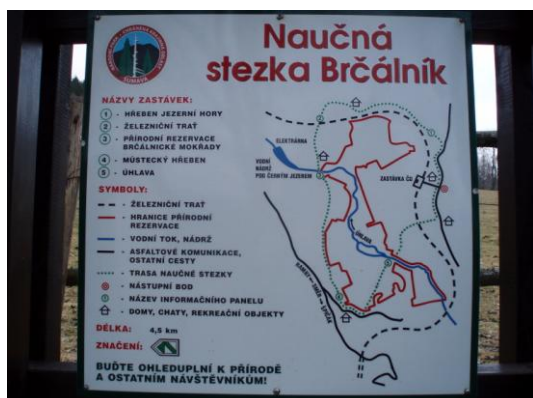 Naučná
stezka Brčálník
ŠUMAVA
NÁZVY ZASTÁVEK:
1 - HŘEBEN JEZERNÍ HORY
2 - ŽELEZNIČNÍ TRAŤ
3 - PŘÍRODNÍ REZERVACE
BRČÁLNICKÉ MOKŘADY
4 - MŮSTECKÝ HŘEBEN
5 - ÚHLAVA
SYMBOLY:
- ŽELEZNIČNÍ TRAŤ
- HRANICE PŘÍRODNÍ
REZERVACE
- VODNÍ TOK, NÁDRŽ
- ASFALTOVÉ KOMUNIKACE,
OSTATNÍ CESTY
- TRASA NAUČNÉ STEZKY
- NÁSTUPNÍ BOD
- NÁZEV INFORMAČNÍHO PANELU
- DOMY, CHATY, REKREAČNÍ OBJEKTY
DÉLKA: 4,5 km
ZNAČENÍ:
BUĎTE OHLEDUPLNÍ K PŘÍRODĚ
A OSTATNÍM NÁVŠTĚVNÍKŮM!
ELEKTRÁRNA
VODNÍ
NÁDRŽ
POD ČERNÝM JEZEREM
ZASTÁVKA ČD
ÚHLAVA